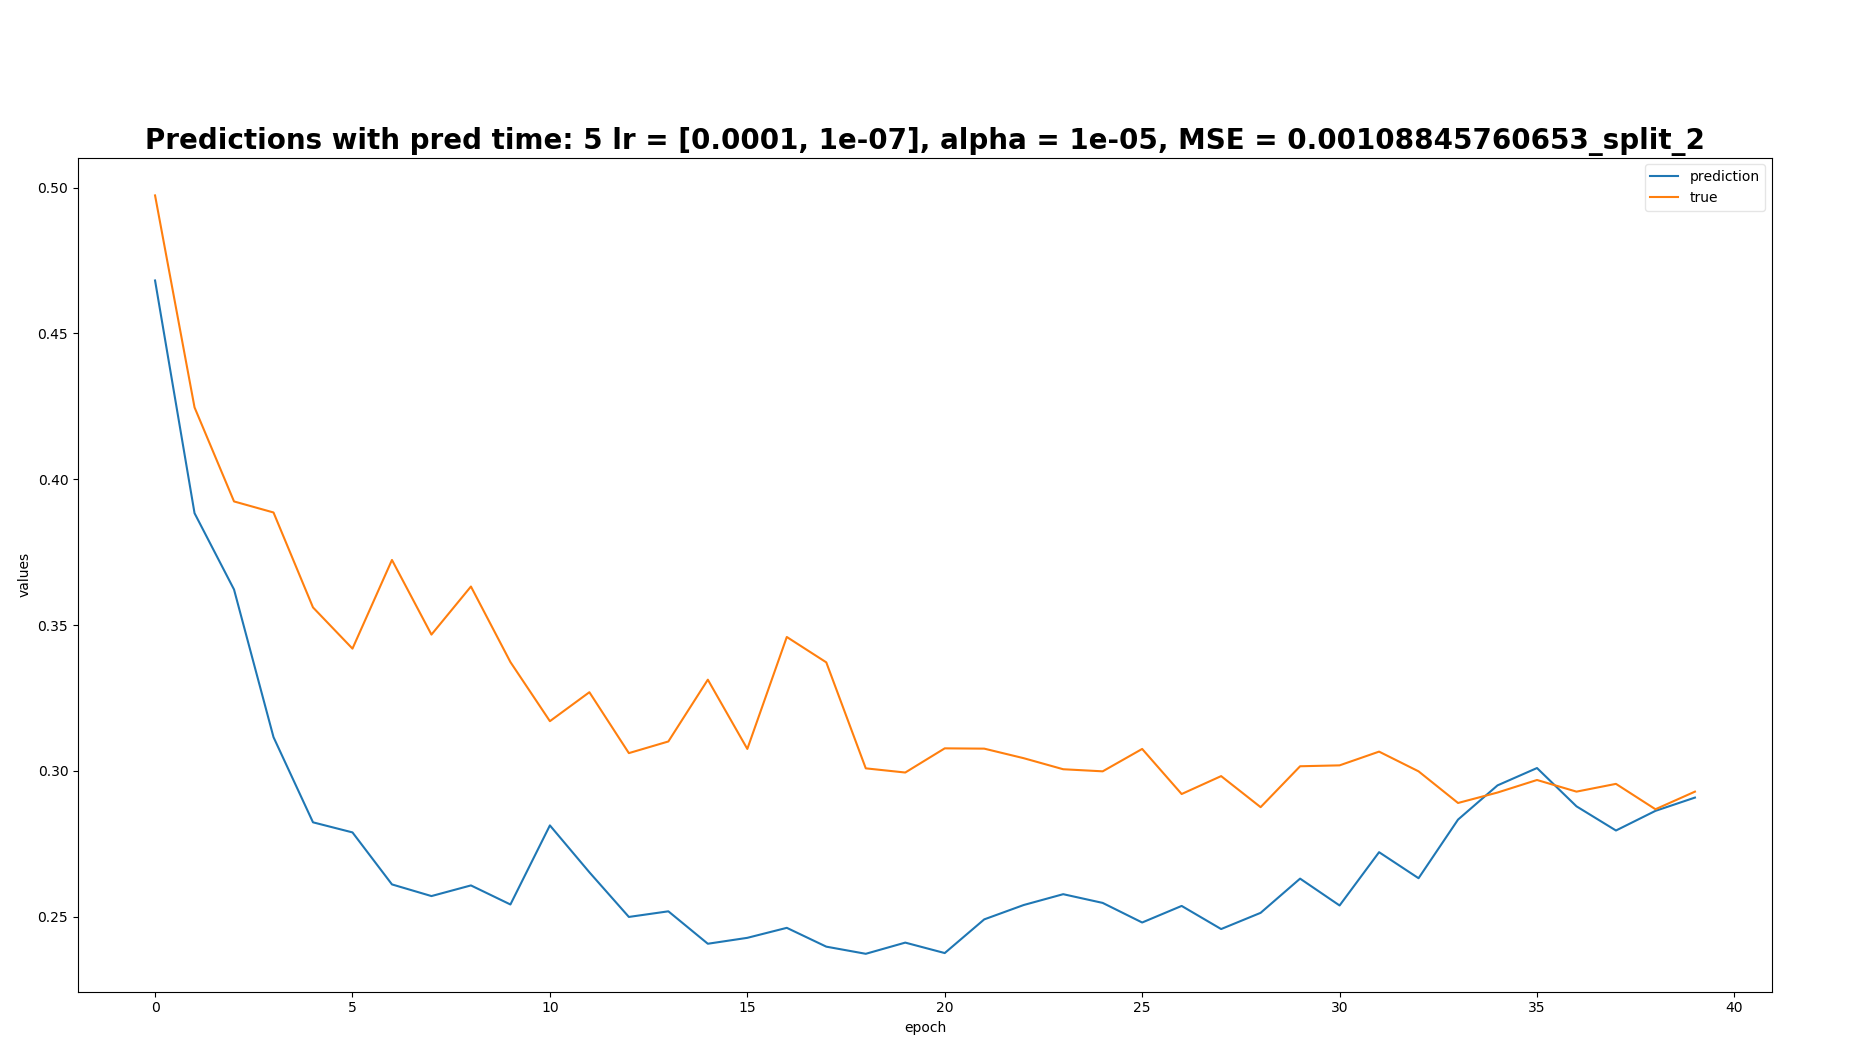 Predictions with pred time: 5 lr = [0.0001, 1e-07], alpha = 1e-05, MSE = 0.00108845760653_split_2
prediction
true
0.50
0.45
0.40
0.35
0.30
0.25
values
0 5 10 15 20 25 30 35 40
epoch